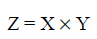 Z = X × Y